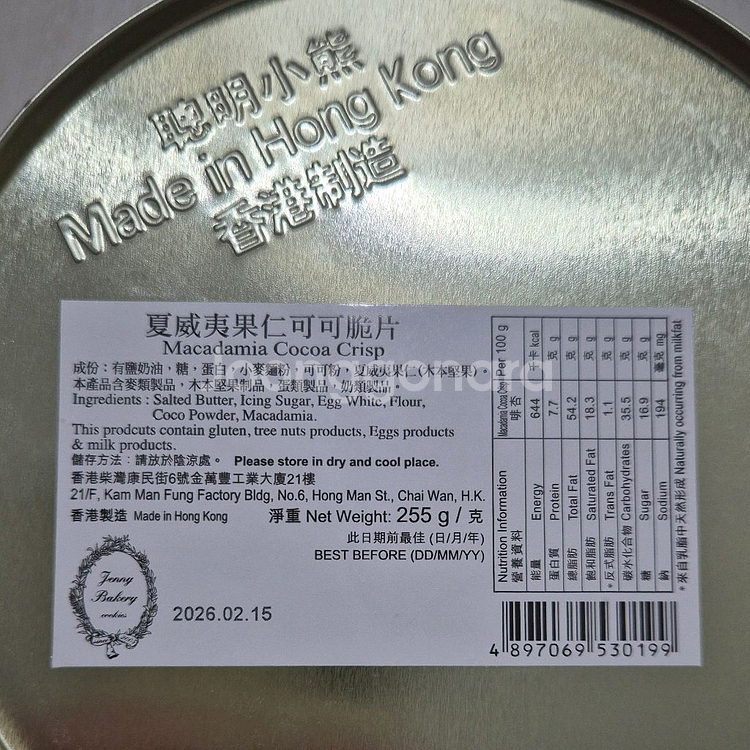 聰明小熊
Made in Hong Kong
香港制造
夏威夷果仁可可脆片
Macadamia Cocoa Crisp
成份：有鹽奶油，糖，蛋白，小麥麵粉，可可粉，夏威夷果仁(木本堅果)。
本產品含麥類製品，木本堅果制品，蛋類製品，奶類製品。
Ingredients : Salted Butter, Icing Sugar, Egg White, Flour,
Coco Powder, Macadamia.
This prodcuts contain gluten, tree nuts products, Eggs products
& milk products.
儲存方法：請放於陰涼處。 Please store in dry and cool place.
香港柴灣康民街6號金萬豐工業大廈21樓
21/F, Kam Man Fung Factory Bldg, No.6, Hong Man St., Chai Wan, H.K.
香港製造 Made in Hong Kong 淨重 Net Weight: 255 g / 克
此日期前最佳 (日/月/年)
BEST BEFORE (DD/MM/YY)
Jenny
Bakery
cookies
2026.02.15
Nutrition Information
營養資料
Per 100 g
能量 Energy 644 kcal
蛋白質 Protein 7.7 克 g
總脂肪 Total Fat 54.2 克 g
飽和脂肪 Saturated Fat 18.3 克 g
*反式脂肪 Trans Fat 1.1 克 g
碳水化合物 Carbohydrates 35.5 克 g
糖 Sugar 16.9 克 g
鈉 Sodium 194 毫克 mg
*來自乳脂中天然形成 Naturally occurring from milkfat
4 897069 530199